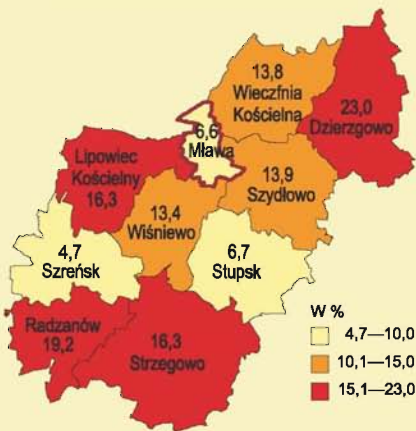 13,8
Wieczfnia
Kościelna
23,0
Dzierzgowo
6,6
Mława
Lipowiec
Kościelny
16,3
13,9
Szydłowo
13,4
Wiśniewo
4,7
Szreńsk
6,7
Stupsk
Radzanów
19,2
16,3
Strzegowo
W %
4,7—10,0
10,1—15,0
15,1—23,0